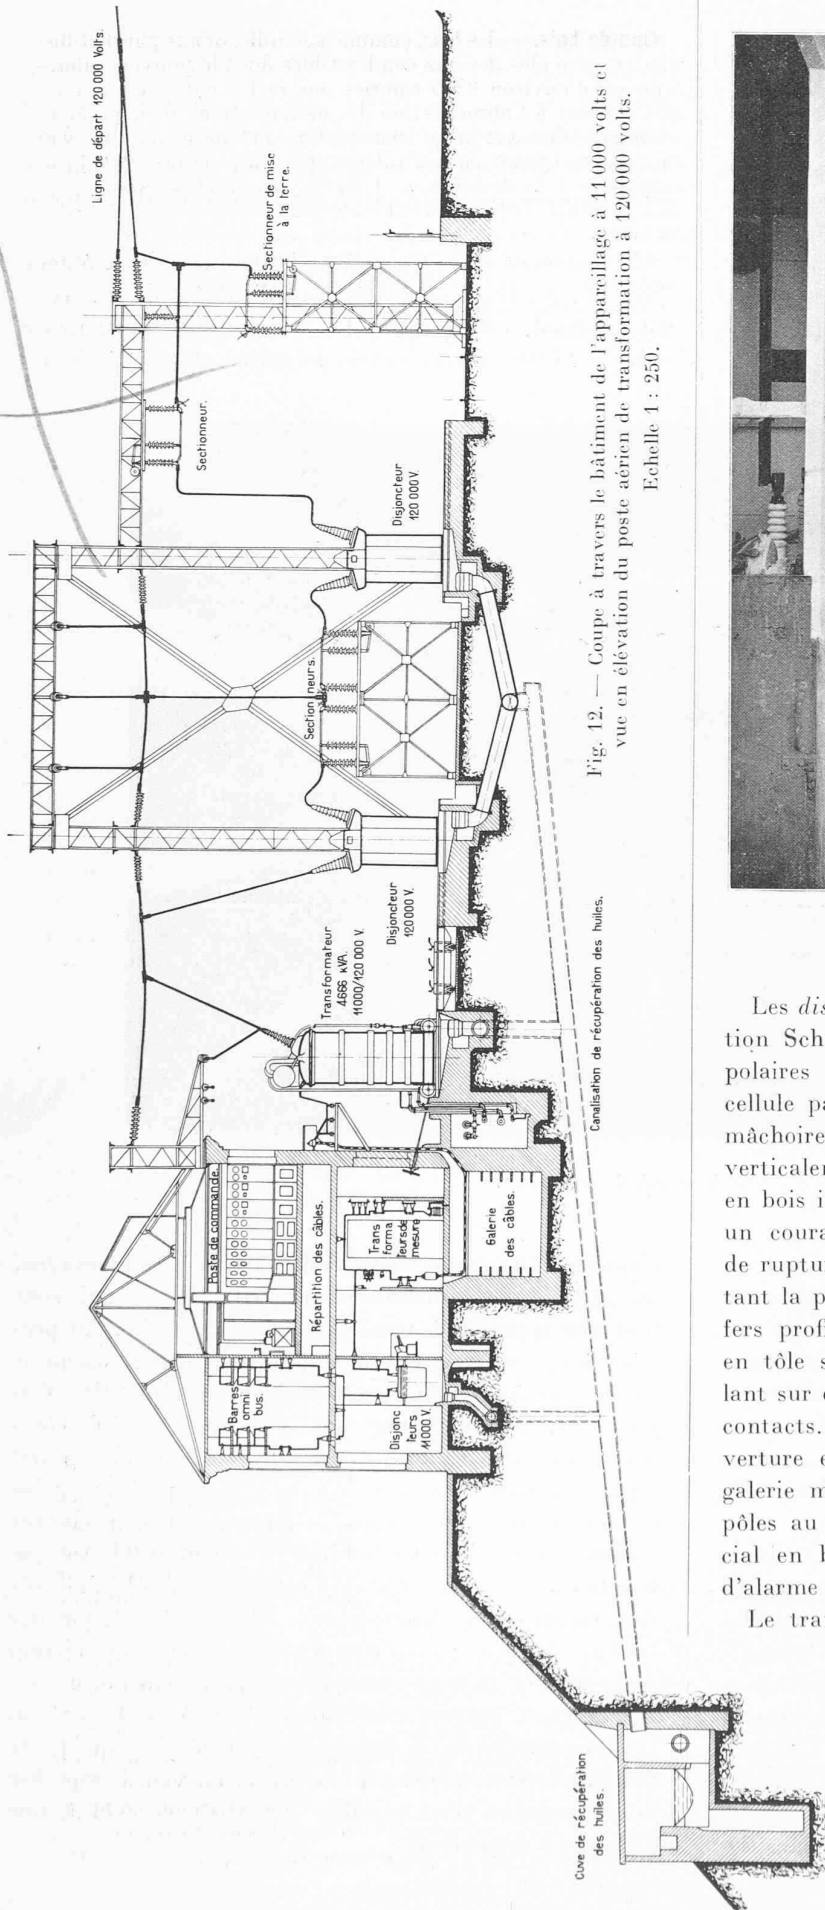 Ligne de départ 120 000 Volts.
Sectionneur de mise
à la terre.
Sectionneur.
Disjoncteur
120 000 V.
Sectionneurs.
Disjoncteur
120 000 V.
Transformateur
4666 kVA.
11000/120 000 V.
Poste de commande.
Répartition des câbles.
Trans
forma
teurs de
mesure
Galerie
des câbles.
Barres
omni
bus.
Disjonc
teurs
11000 V.
Canalisation de récupération des huiles.
Cuve de récupération
des huiles.
Fig. 12. — Coupe à travers le bâtiment de l'appareillage à 11 000 volts et
vue en élévation du poste aérien de transformation à 120 000 volts.
Echelle 1 : 250.
Les dis
tion Sch
polaires
cellule pa
mâchoire
verticalem
en bois i
un coura
de ruptu
tant la p
fers prof
en tôle s
lant sur
contacts.
verture e
galerie m
pôles au
cial en b
d'alarme
Le tra